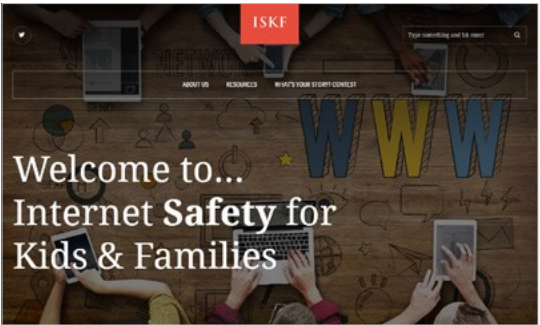 ISKF
Type something and hit enter
NETWORK
ABOUT US RESOURCES WHAT'S YOUR STORY? CONTEST
WWW
Welcome to...
Internet Safety for
Kids & Families